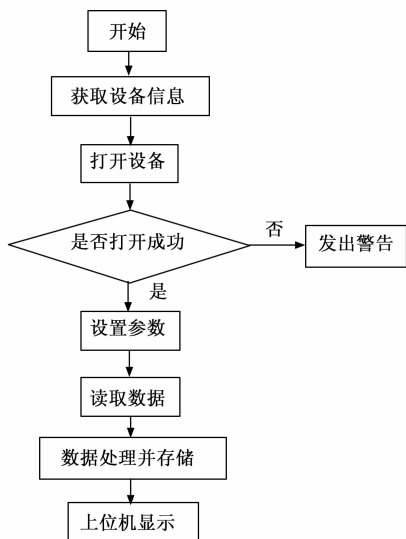 开始
获取设备信息
打开设备
是否打开成功
否
发出警告
是
设置参数
读取数据
数据处理并存储
上位机显示